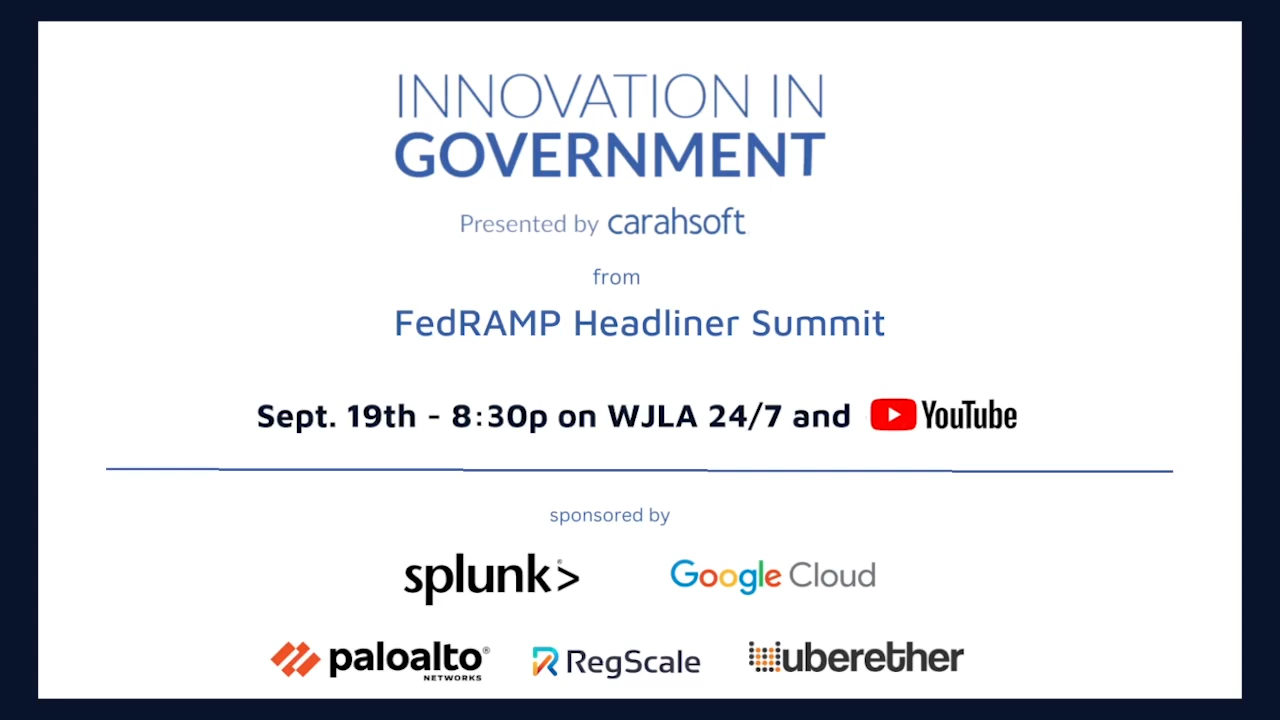 INNOVATION IN
GOVERNMENT
Presented by carahsoft
from
FedRAMP Headliner Summit
Sept. 19th - 8:30p on WJLA 24/7 and YouTube
sponsored by
splunk> Google Cloud
paloalto® NETWORKS RegScale uberether